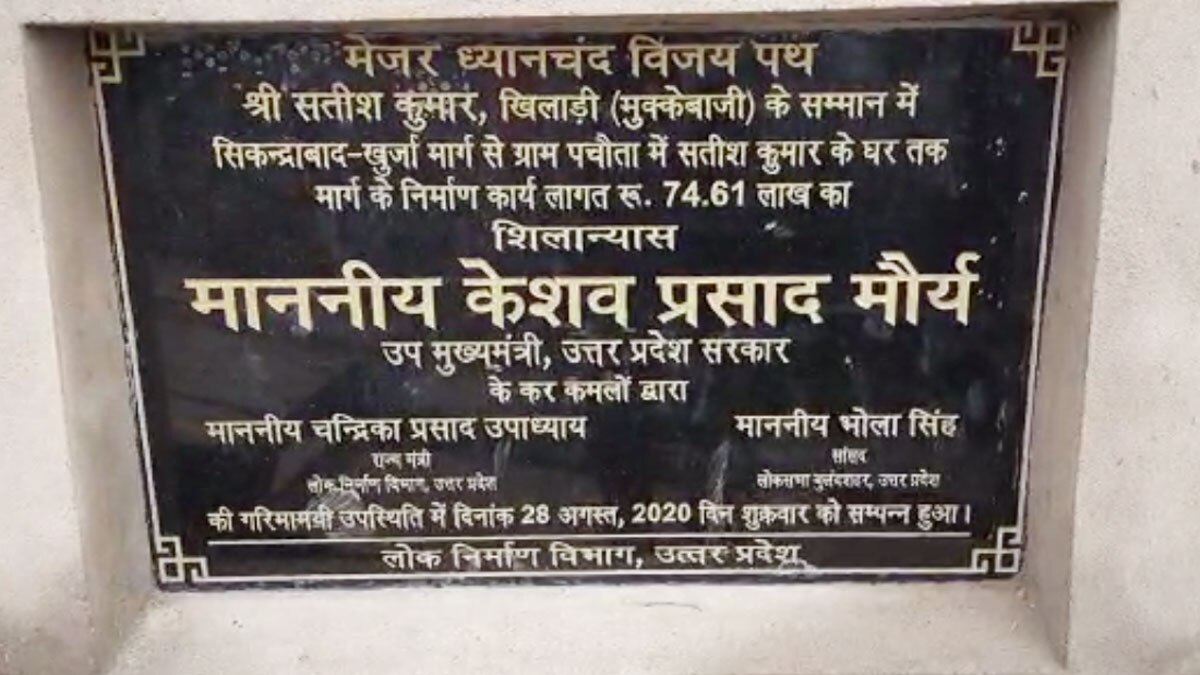 मेजर ध्यानचंद विजय पथ
श्री सतीश कुमार, खिलाड़ी (मुक्केबाजी) के सम्मान में
सिकन्द्राबाद-खुर्जा मार्ग से ग्राम पचौता में सतीश कुमार के घर तक
मार्ग के निर्माण कार्य लागत रू. 74.61 लाख का
शिलान्यास
माननीय केशव प्रसाद मौर्य
उप मुख्यमंत्री, उत्तर प्रदेश सरकार
के कर कमलों द्वारा
माननीय चन्द्रिका प्रसाद उपाध्याय
राज्य मंत्री
लोक निर्माण विभाग, उत्तर प्रदेश
माननीय भोला सिंह
सांसद
लोकसभा बुलंदशहर, उत्तर प्रदेश
की गरिमामयी उपस्थिति में दिनांक 28 अगस्त, 2020 दिन शुक्रवार को सम्पन्न हुआ।
लोक निर्माण विभाग, उत्तर प्रदेश